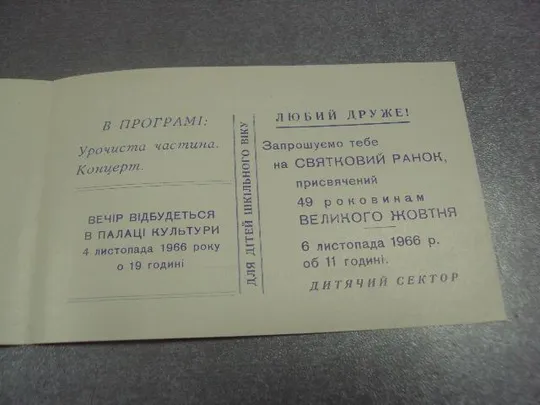 В ПРОГРАМІ:
Урочиста частина.
Концерт.
ВЕЧІР ВІДБУДЕТЬСЯ
В ПАЛАЦІ КУЛЬТУРИ
4 листопада 1966 року
о 19 годині
ДЛЯ ДІТЕЙ ШКІЛЬНОГО ВІКУ
ЛЮБИЙ ДРУЖЕ!
Запрошуємо тебе
на СВЯТКОВИЙ РАНОК,
присвячений
49 роковинам
ВЕЛИКОГО ЖОВТНЯ
6 листопада 1966 р.
об 11 годині.
ДИТЯЧИЙ СЕКТОР